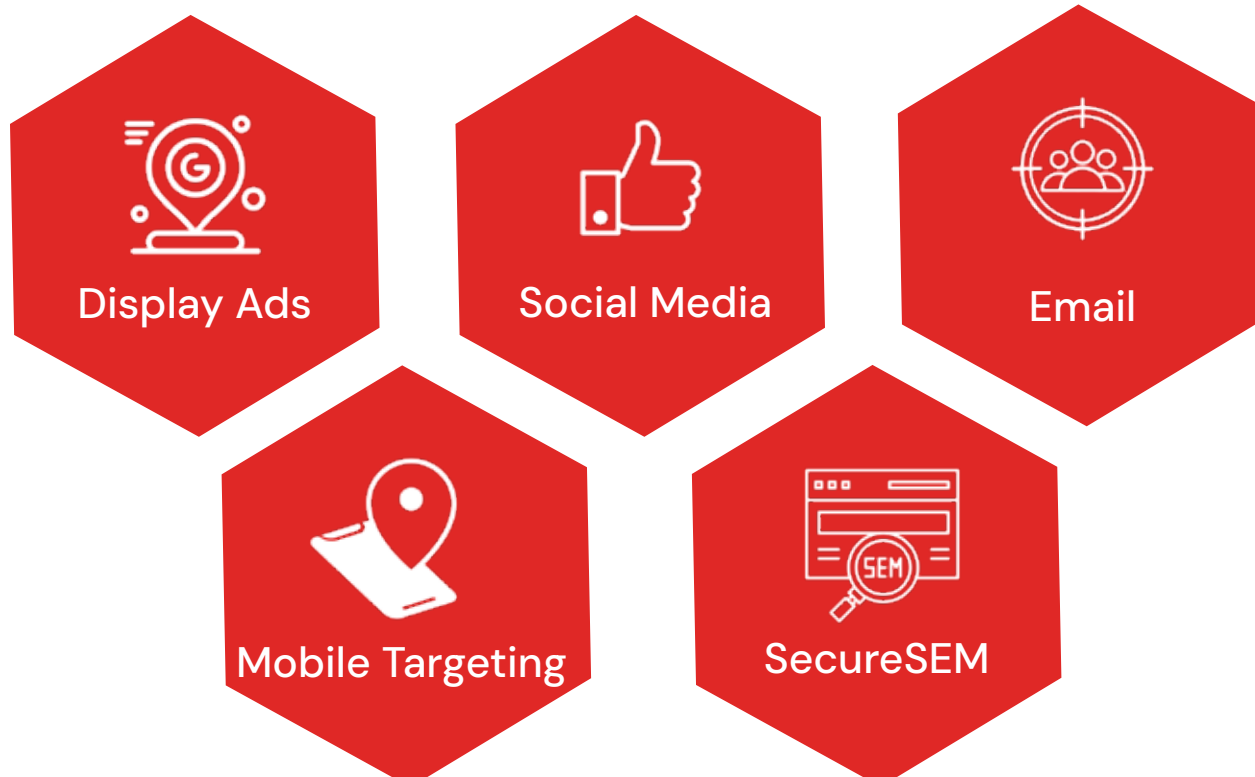 G
Display Ads
Social Media
Email
Mobile Targeting
SEM
SecureSEM